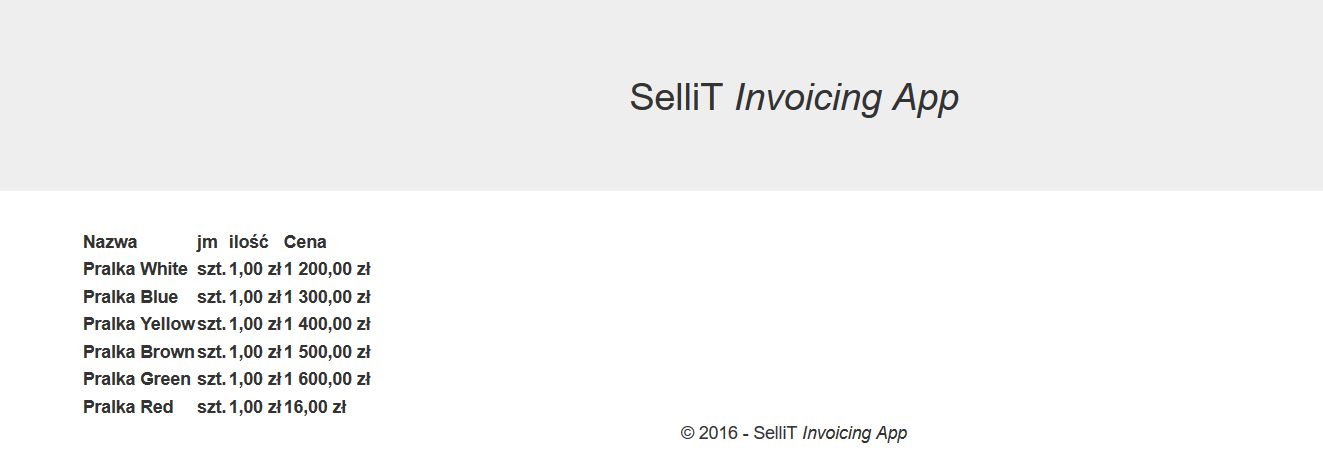 SelliT Invoicing App
Nazwa jm ilość Cena
Pralka White szt. 1,00 zł 1 200,00 zł
Pralka Blue szt. 1,00 zł 1 300,00 zł
Pralka Yellow szt. 1,00 zł 1 400,00 zł
Pralka Brown szt. 1,00 zł 1 500,00 zł
Pralka Green szt. 1,00 zł 1 600,00 zł
Pralka Red szt. 1,00 zł 16,00 zł
© 2016 - SelliT Invoicing App